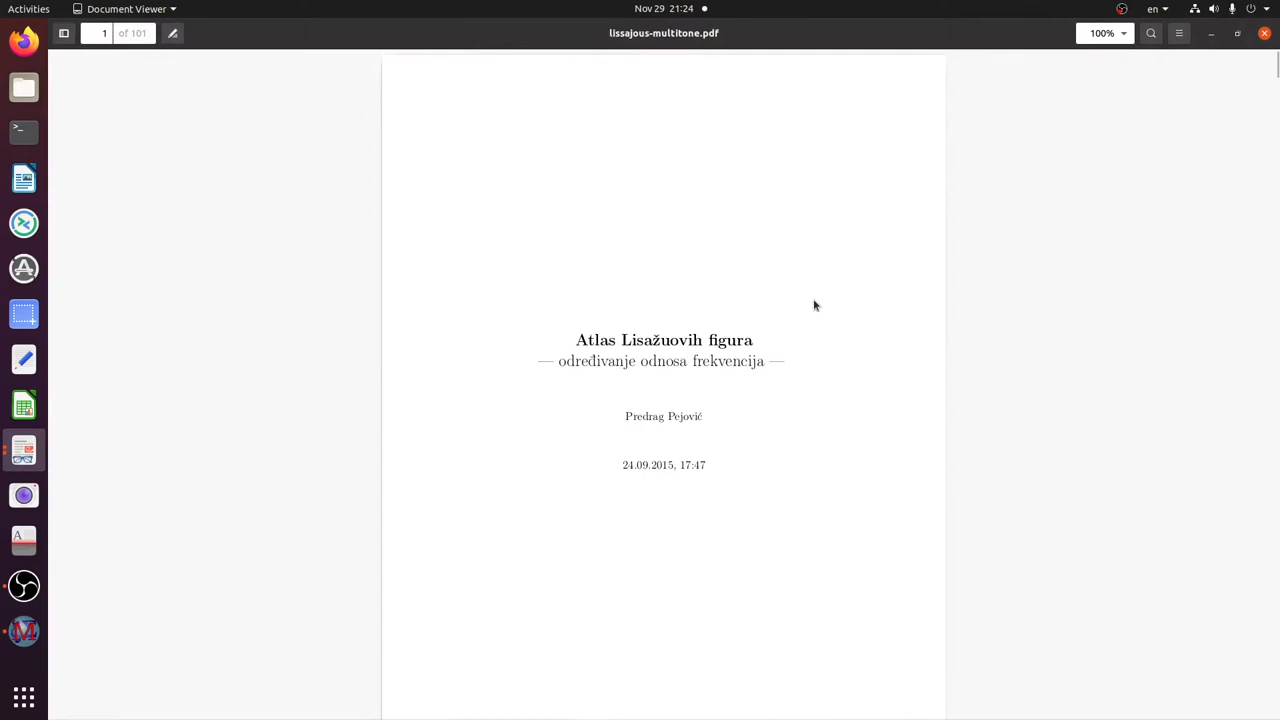 Activities
Document Viewer
Nov 29 21:24
en
1
of 101
lissajous-multitone.pdf
100%
Atlas Lisažuovih figura
— određivanje odnosa frekvencija —
Predrag Pejović
24.09.2015, 17:47